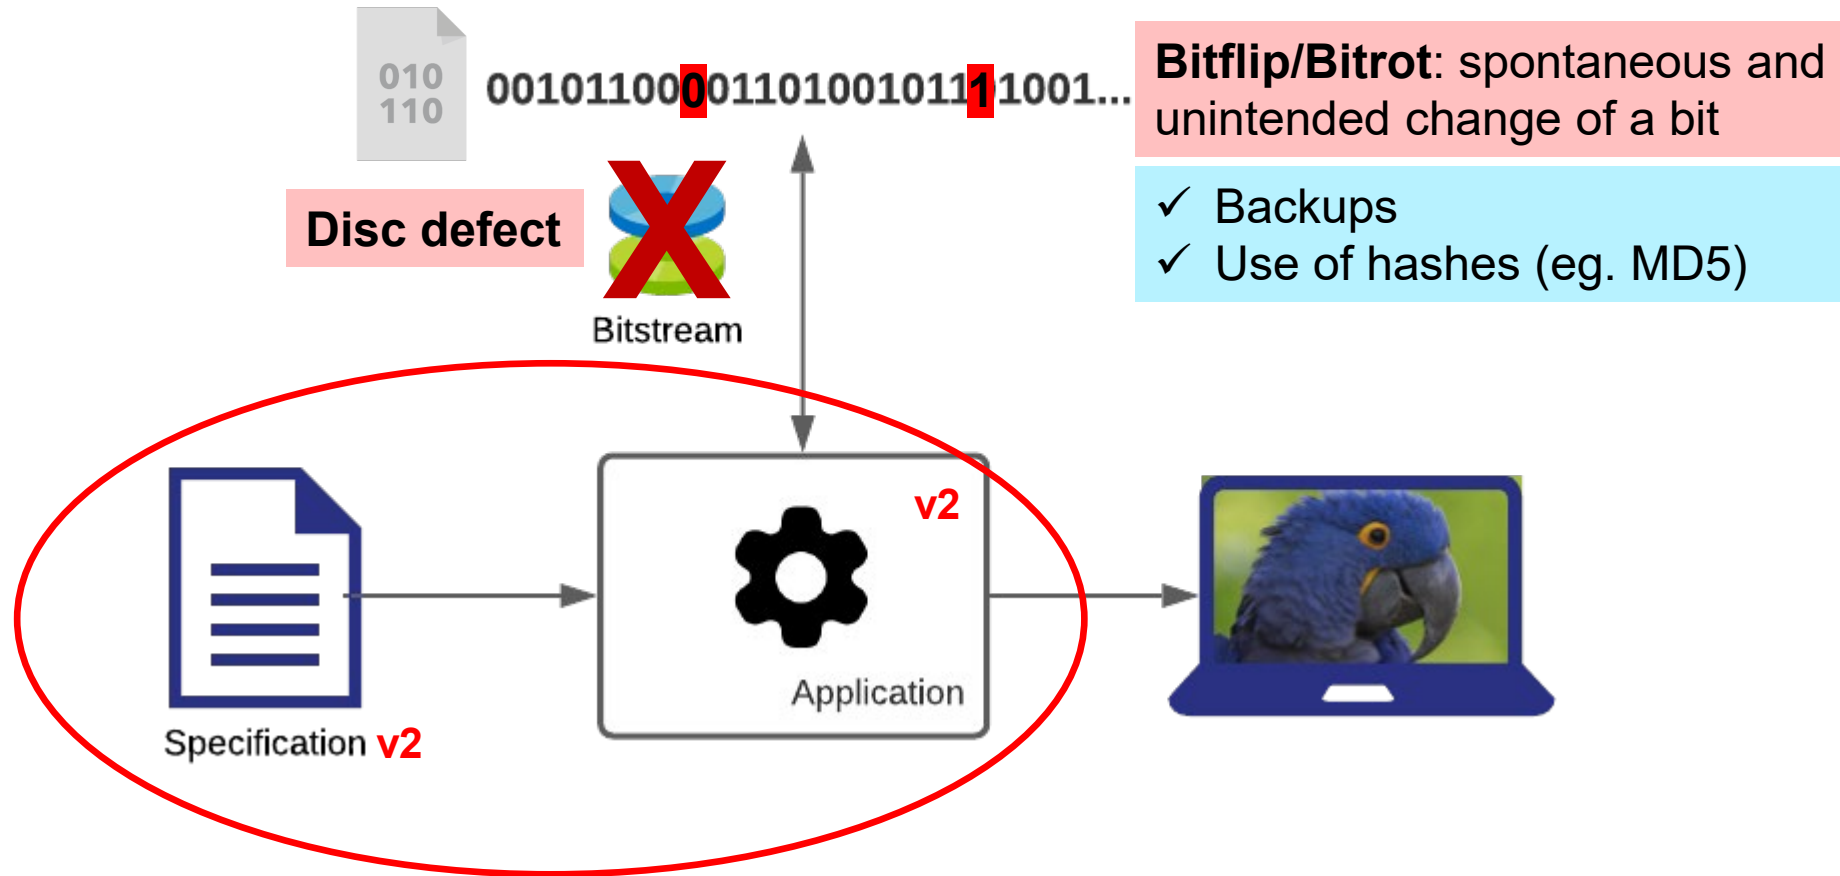 010
110
00101100001101001011101001...
Bitflip/Bitrot: spontaneous and
unintended change of a bit
✓ Backups
✓ Use of hashes (eg. MD5)
Disc defect
X
Bitstream
v2
Application
Specification v2